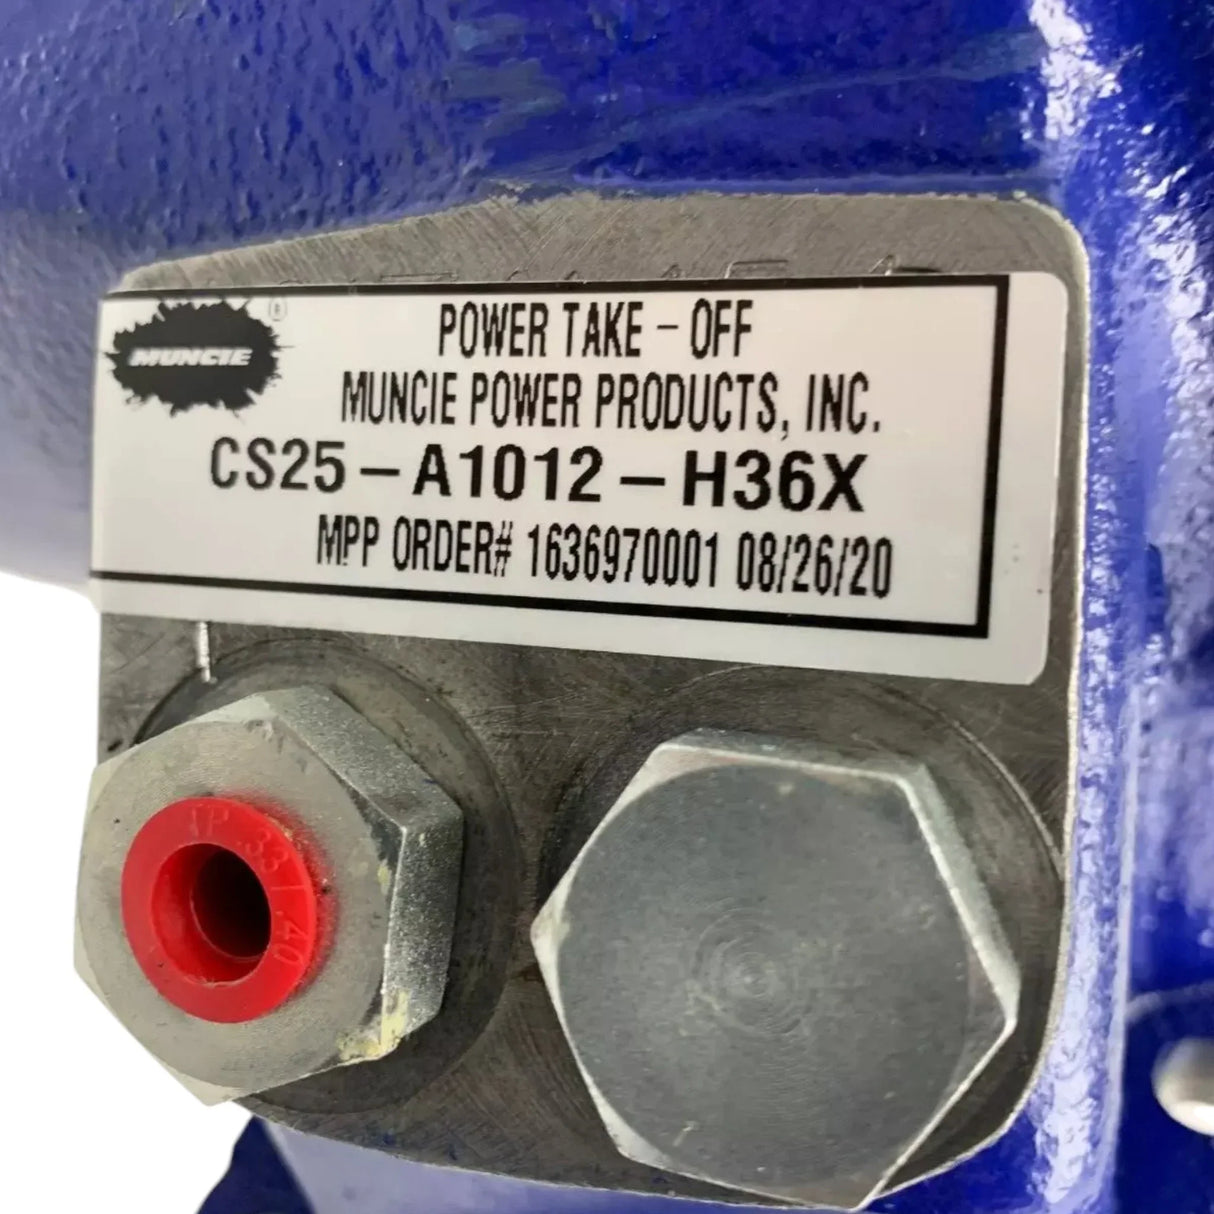 MUNCIE ®
POWER TAKE - OFF
MUNCIE POWER PRODUCTS, INC.
CS25-A1012-H36X
MPP ORDER# 1636970001 08/26/20